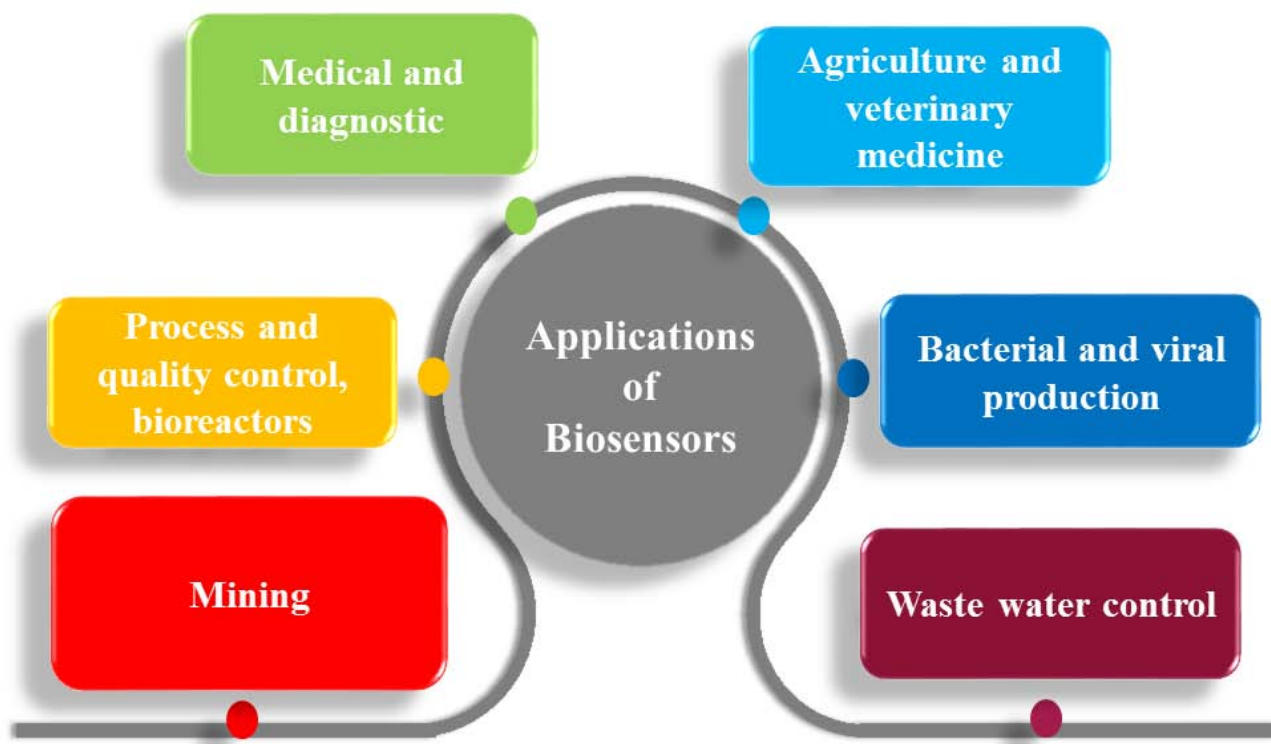 Medical and
diagnostic
Agriculture and
veterinary
medicine
Process and
quality control,
bioreactors
Applications
of
Biosensors
Bacterial and viral
production
Mining
Waste water control